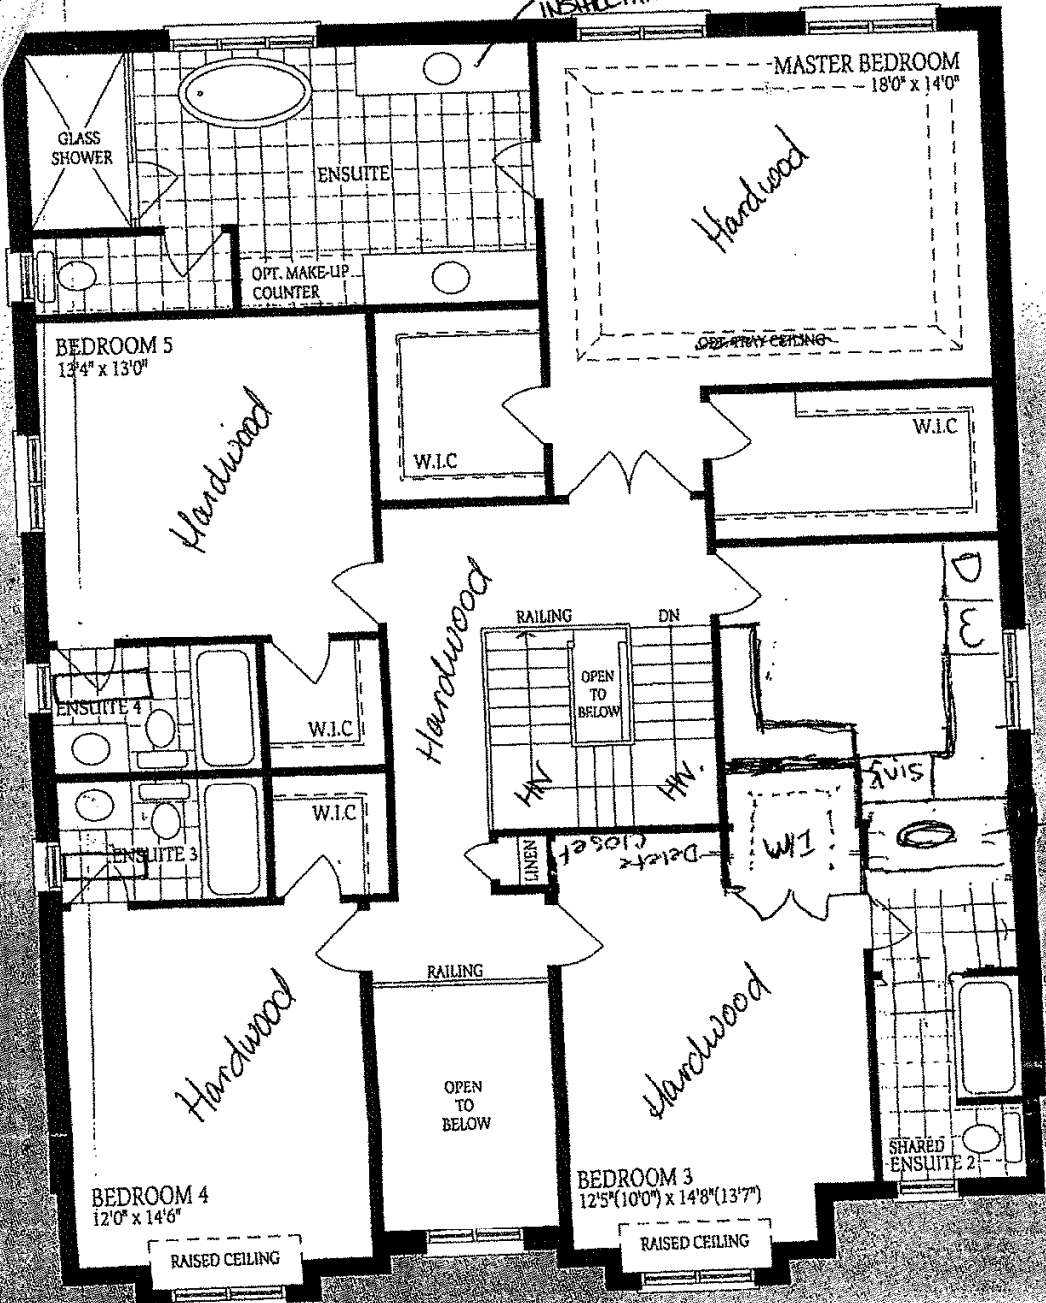 MASTER BEDROOM
18'0" x 14'0"
GLASS
SHOWER
ENSUITE
Hardwood
OPT. MAKE-UP
COUNTER
OPT. TRAY CEILING
BEDROOM 5
13'4" x 13'0"
Hardwood
W.I.C
W.I.C
Hardwood
D
W
RAILING
DN
OPEN
TO
BELOW
ENSUITE 4
W.I.C
Sink
W.I.C
ENSUITE 3
LINEN
Delete
Closet
RAILING
Hardwood
Hardwood
OPEN
TO
BELOW
SHARED
ENSUITE 2
BEDROOM 3
12'5"(10'0") x 14'8"(13'7")
BEDROOM 4
12'0" x 14'6"
RAISED CEILING
RAISED CEILING